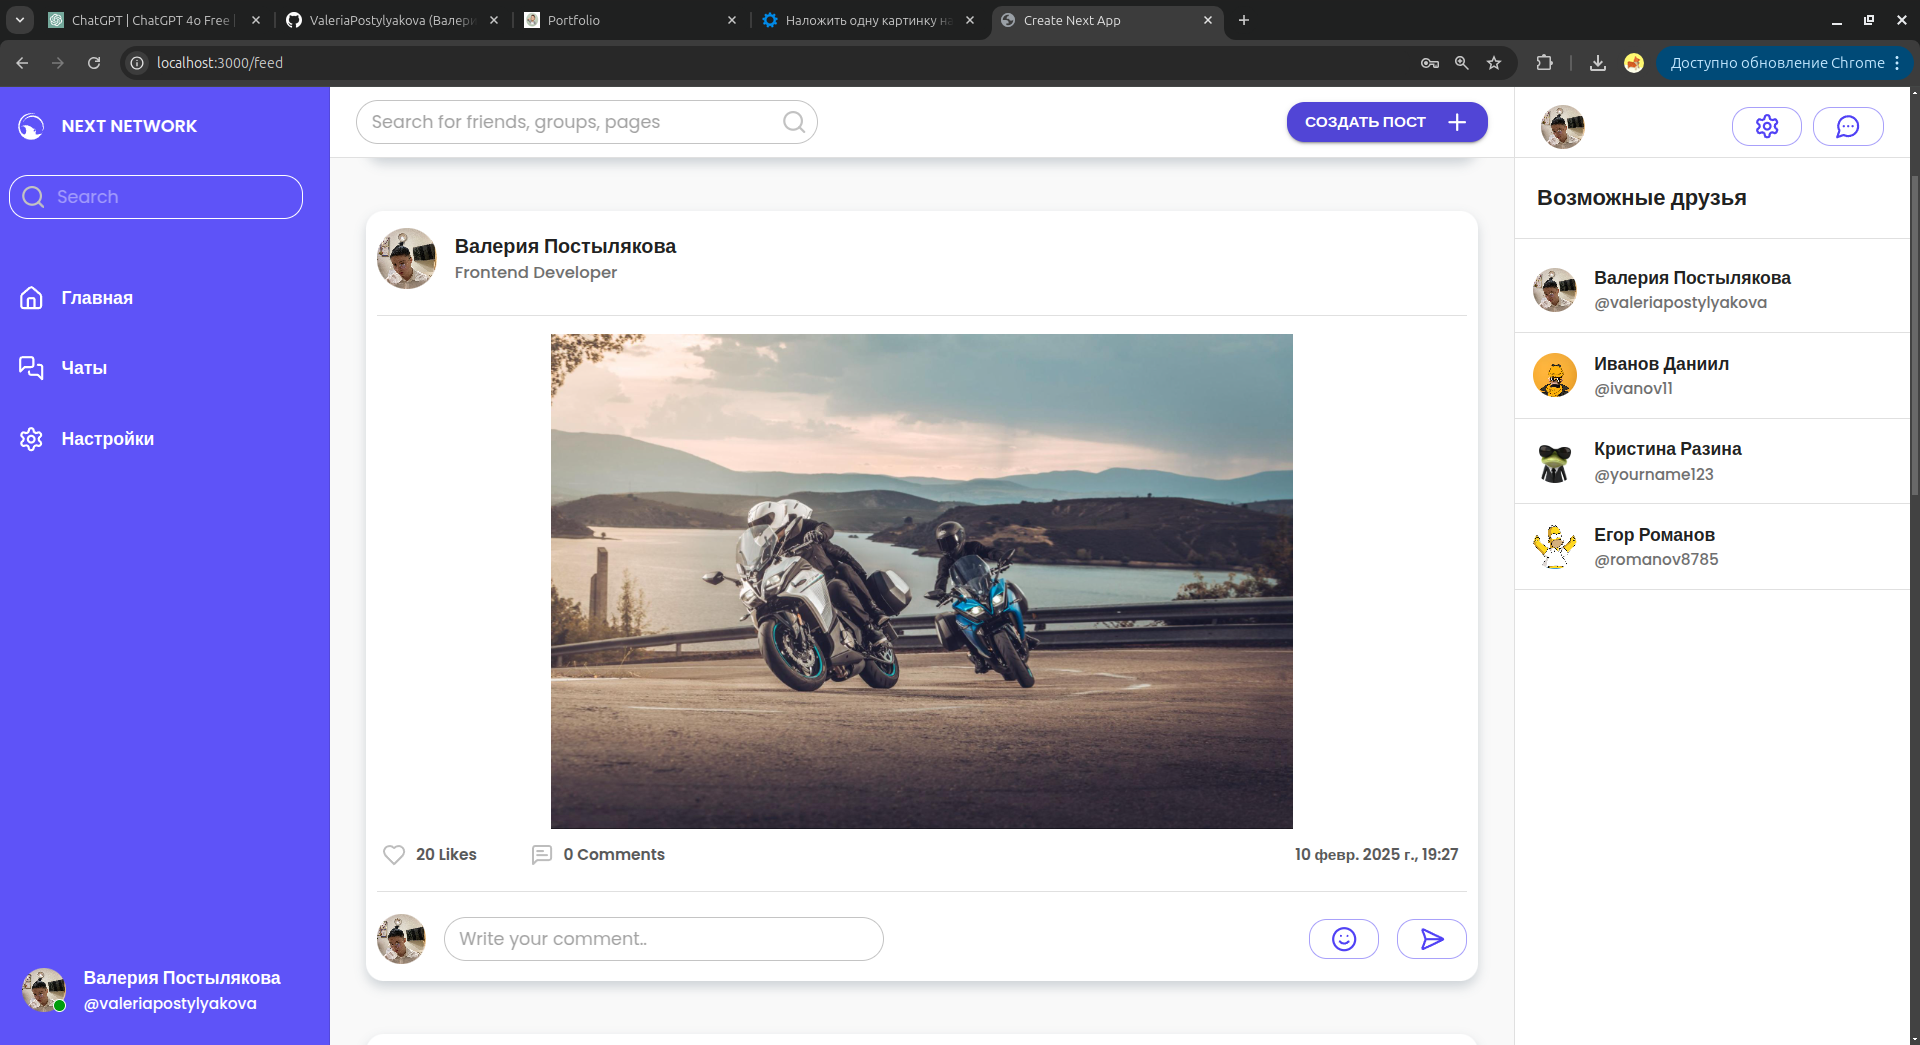 ChatGPT | ChatGPT 4o Free
ValeriaPostylyakova (Валери
Portfolio
Наложить одну картинку на
Create Next App
localhost:3000/feed
Доступно обновление Chrome
NEXT NETWORK
Search
Главная
Чаты
Настройки
Валерия Постылякова
@valeriapostylyakova
Search for friends, groups, pages
СОЗДАТЬ ПОСТ
Валерия Постылякова
Frontend Developer
20 Likes
0 Comments
10 февр. 2025 г., 19:27
Write your comment..
Возможные друзья
Валерия Постылякова
@valeriapostylyakova
Иванов Даниил
@ivanov11
Кристина Разина
@yourname123
Егор Романов
@romanov8785